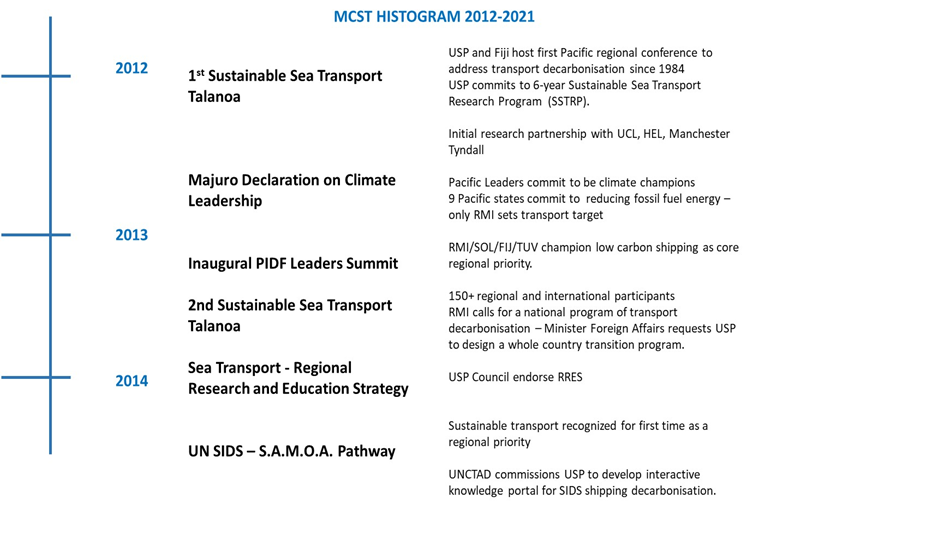 MCST HISTOGRAM 2012-2021
2012
1st Sustainable Sea Transport
Talanoa
USP and Fiji host first Pacific regional conference to
address transport decarbonisation since 1984
USP commits to 6-year Sustainable Sea Transport
Research Program (SSTRP).
Initial research partnership with UCL, HEL, Manchester
Tyndall
Majuro Declaration on Climate
Leadership
Pacific Leaders commit to be climate champions
9 Pacific states commit to reducing fossil fuel energy –
only RMI sets transport target
2013
Inaugural PIDF Leaders Summit
RMI/SOL/FIJ/TUV champion low carbon shipping as core
regional priority.
2nd Sustainable Sea Transport
Talanoa
150+ regional and international participants
RMI calls for a national program of transport
decarbonisation – Minister Foreign Affairs requests USP
to design a whole country transition program.
2014
Sea Transport - Regional
Research and Education Strategy
USP Council endorse RRES
UN SIDS – S.A.M.O.A. Pathway
Sustainable transport recognized for first time as a
regional priority
UNCTAD commissions USP to develop interactive
knowledge portal for SIDS shipping decarbonisation.